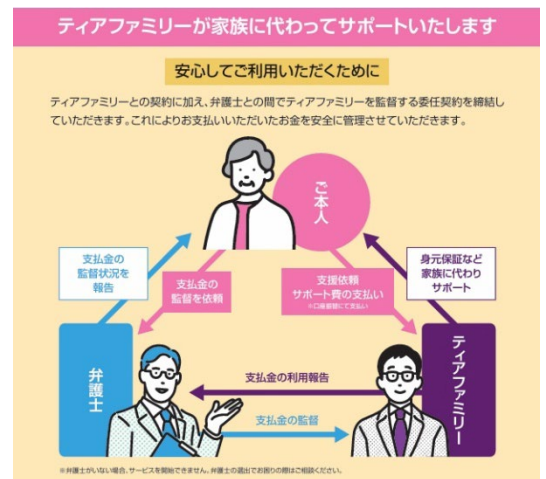 ティアファミリーが家族に代わってサポートいたします
安心してご利用いただくために
ティアファミリーとの契約に加え、弁護士との間でティアファミリーを監督する委任契約を締結し
ていただきます。これによりお支払いいただいたお金を安全に管理させていただきます。
ご本人
支払金の
監督状況を
報告
支払金の
監督を依頼
支援依頼
サポート費の支払い
※口座振替にて支払い
身元保証など
家族に代わり
サポート
弁護士
支払金の利用報告
支払金の監督
ティアファミリー
※弁護士がいない場合、サービスを開始できません。弁護士の選出でお困りの際はご相談ください。